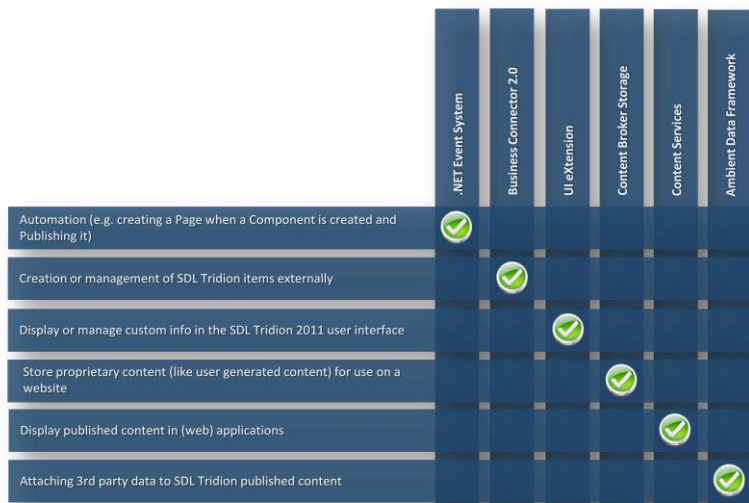 .NET Event System
Business Connector 2.0
UI eXtension
Content Broker Storage
Content Services
Ambient Data Framework
Automation (e.g. creating a Page when a Component is created and
Publishing it)
Creation or management of SDL Tridion items externally
Display or manage custom info in the SDL Tridion 2011 user interface
Store proprietary content (like user generated content) for use on a
website
Display published content in (web) applications
Attaching 3rd party data to SDL Tridion published content